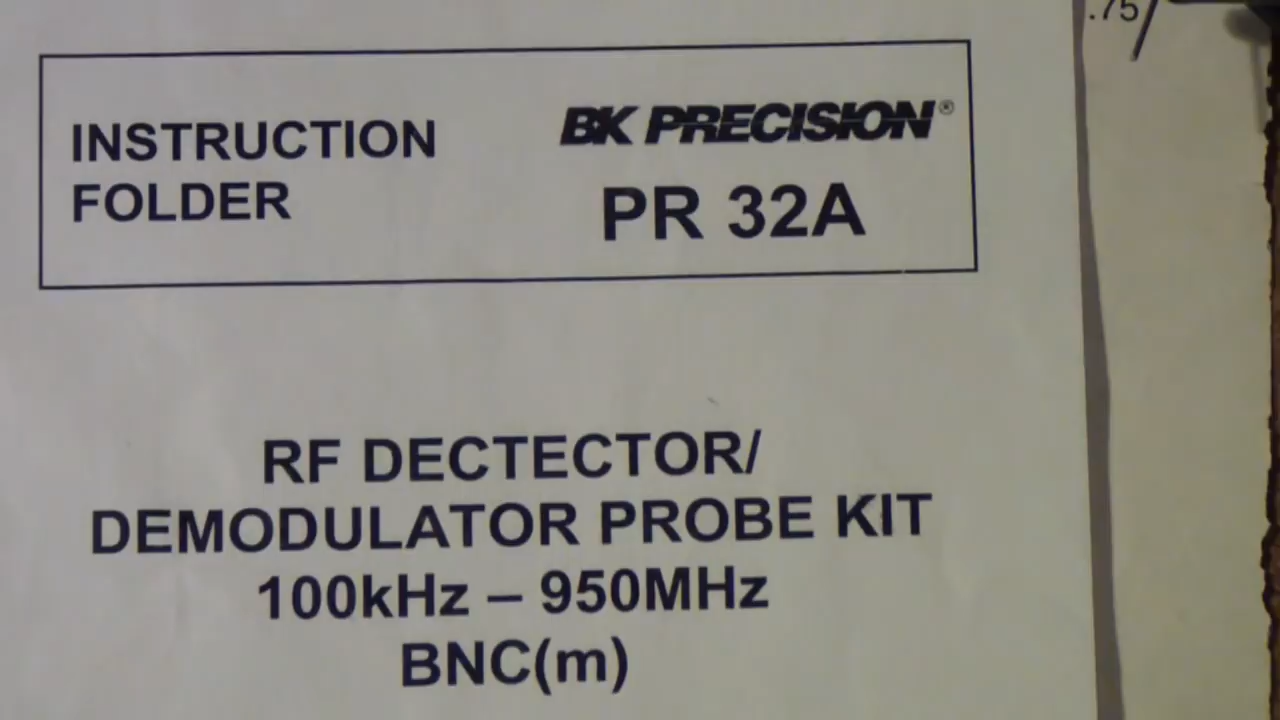 INSTRUCTION
FOLDER
BK PRECISION®
PR 32A
RF DECTECTOR/
DEMODULATOR PROBE KIT
100kHz – 950MHz
BNC(m)
.75/